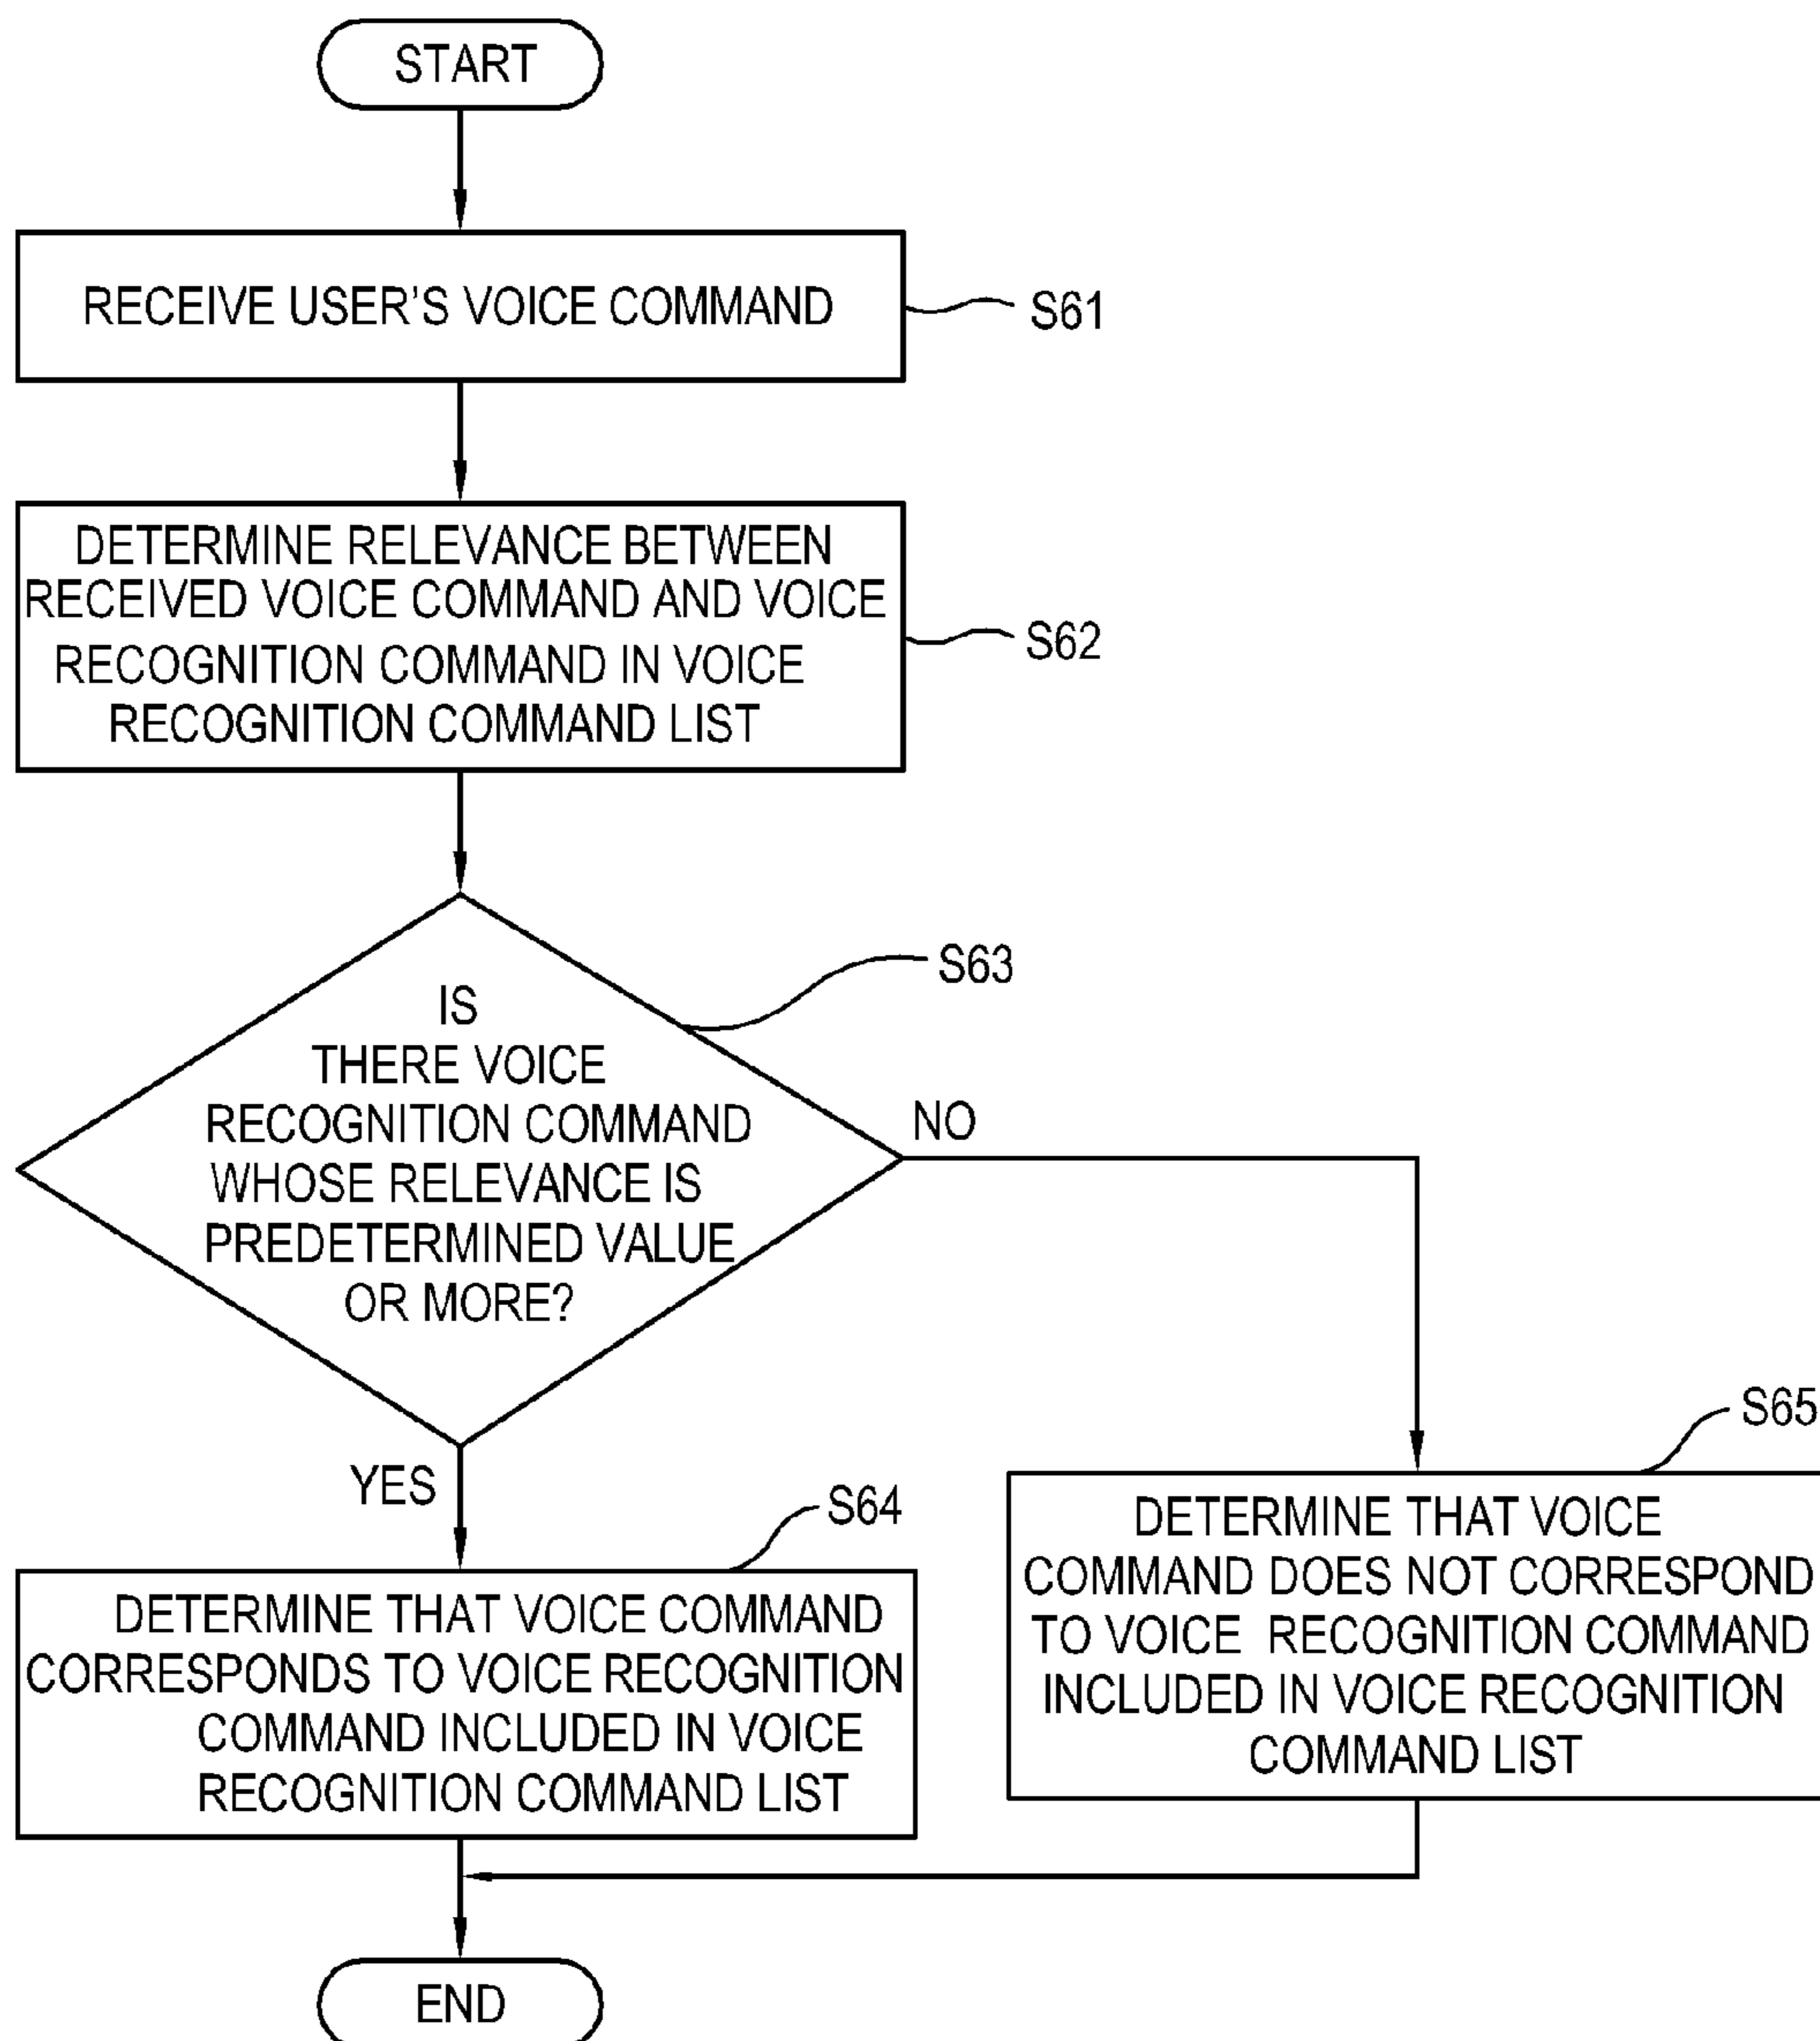 START
RECEIVE USER'S VOICE COMMAND
S61
DETERMINE RELEVANCE BETWEEN
RECEIVED VOICE COMMAND AND VOICE
RECOGNITION COMMAND IN VOICE
RECOGNITION COMMAND LIST
S62
S63
IS
THERE VOICE
RECOGNITION COMMAND
WHOSE RELEVANCE IS
PREDETERMINED VALUE
OR MORE?
NO
YES
S64
DETERMINE THAT VOICE COMMAND
CORRESPONDS TO VOICE RECOGNITION
COMMAND INCLUDED IN VOICE
RECOGNITION COMMAND LIST
S65
DETERMINE THAT VOICE
COMMAND DOES NOT CORRESPOND
TO VOICE RECOGNITION COMMAND
INCLUDED IN VOICE RECOGNITION
COMMAND LIST
END